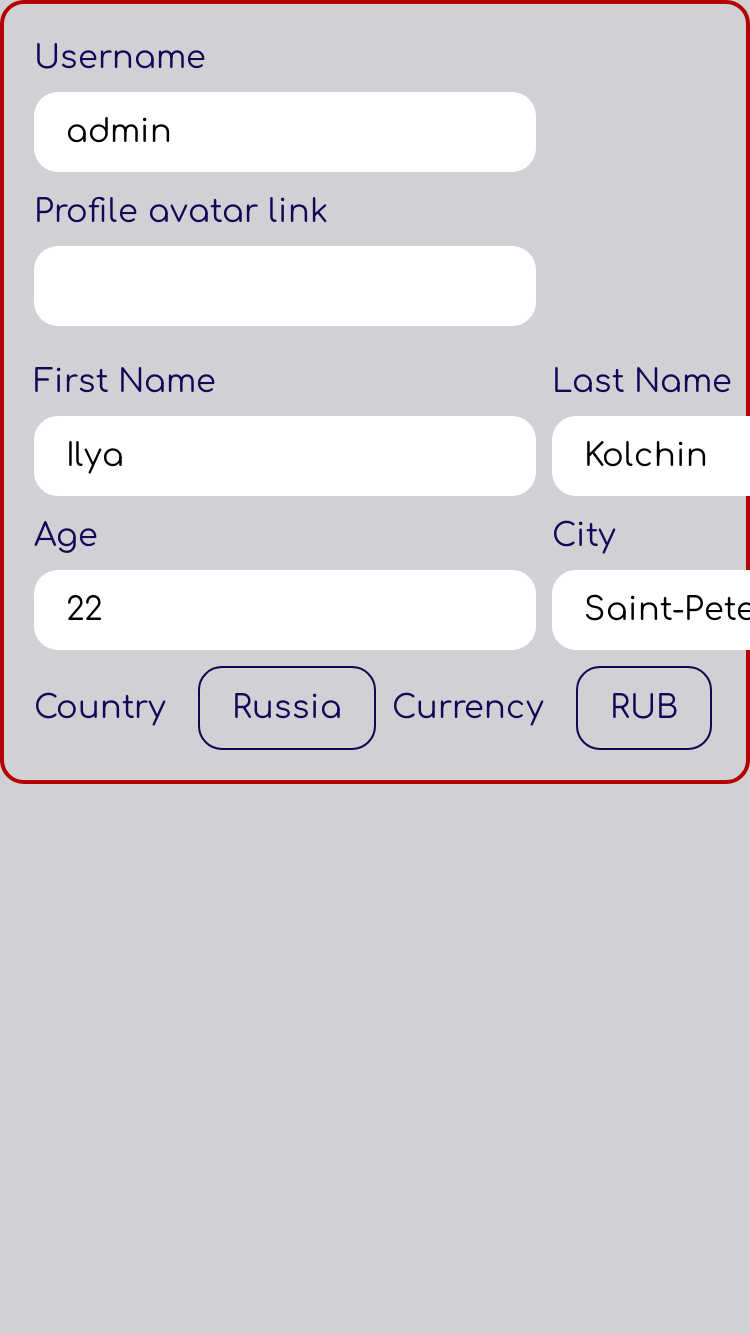 Username
admin
Profile avatar link
First Name Last Name
Ilya Kolchin
Age City
22 Saint-Pete
Country Russia Currency RUB